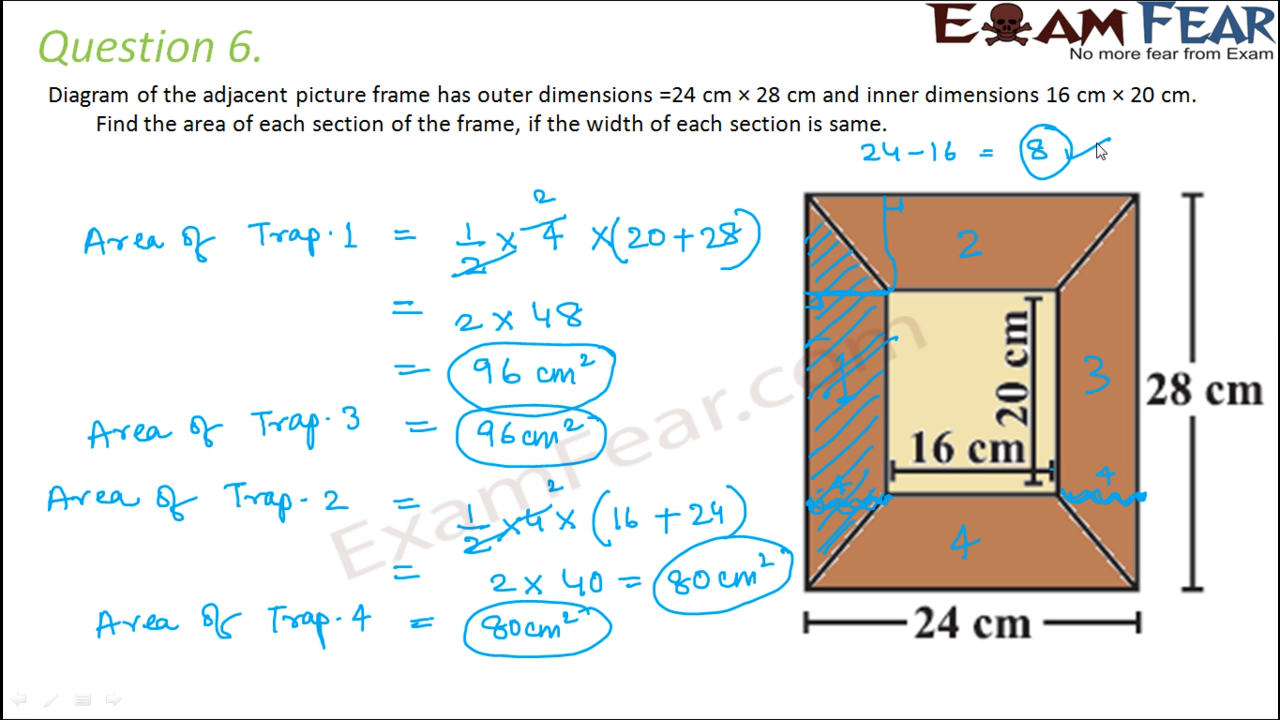 Question 6.
EXAM FEAR
No more fear from Exam
Diagram of the adjacent picture frame has outer dimensions =24 cm × 28 cm and inner dimensions 16 cm × 20 cm.
Find the area of each section of the frame, if the width of each section is same.
24 - 16 = 8
Area of Trap. 1 = 1/2 × 4 2 × (20 + 28)
= 2 × 48
= 96 cm²
Area of Trap. 3 = 96 cm²
Area of Trap. 2 = 1/2 × 4 2 × (16 + 24)
= 2 × 40 = 80 cm²
Area of Trap. 4 = 80 cm²
2
1
3
20 cm
28 cm
16 cm
4
4
4
24 cm
ExamFear.com